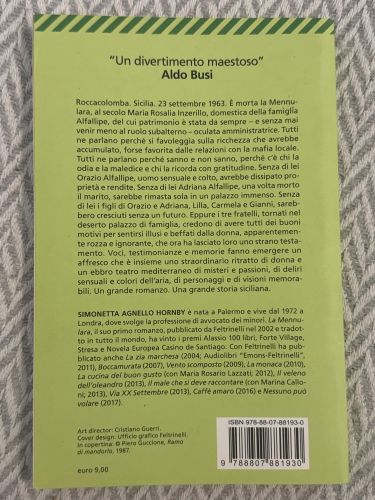 "Un divertimento maestoso"
Aldo Busi
Roccacolomba. Sicilia. 23 settembre 1963. È morta la Mennu-
lara, al secolo Maria Rosalia Inzerillo, domestica della famiglia
Alfallipe, del cui patrimonio è stata da sempre - e senza mai
venir meno al ruolo subalterno - oculata amministratrice. Tutti
ne parlano perché si favoleggia sulla ricchezza che avrebbe
accumulato, forse favorita dalle relazioni con la mafia locale.
Tutti ne parlano perché sanno e non sanno, perché c'è chi la
odia e la maledice e chi la ricorda con gratitudine. Senza di lei
Orazio Alfallipe, uomo sensuale e colto, avrebbe dissipato pro-
prietà e rendite. Senza di lei Adriana Alfallipe, una volta morto
il marito, sarebbe rimasta sola in un palazzo immenso. Senza
di lei i figli di Orazio e Adriana, Lilla, Carmela e Gianni, sareb-
bero cresciuti senza un futuro. Eppure i tre fratelli, tornati nel
deserto palazzo di famiglia, credono di avere tutti dei buoni
motivi per sentirsi illusi e beffati dalla donna, apparentemen-
te rozza e ignorante, che ora ha lasciato loro uno strano testa-
mento. Voci, testimonianze e memorie fanno emergere un
affresco che è insieme uno straordinario ritratto di donna e
un ebbro teatro mediterraneo di misteri e passioni, di deliri
sensuali e colori dell'aria, di personaggi e di visioni memora-
bili. Un grande romanzo. Una grande storia siciliana.
SIMONETTA AGNELLO HORNBY è nata a Palermo e vive dal 1972 a
Londra, dove svolge la professione di avvocato dei minori. La Mennu-
lara, il suo primo romanzo, pubblicato da Feltrinelli nel 2002 e tradot-
to in tutto il mondo, ha vinto i premi Alassio 100 libri, Forte Village,
Stresa e Novela Europea Casino de Santiago. Con Feltrinelli ha pub-
blicato anche La zia marchesa (2004; Audiolibri "Emons-Feltrinelli",
2011), Boccamurata (2007), Vento scomposto (2009), La monaca (2010),
La cucina del buon gusto (con Maria Rosario Lazzati; 2012), Il veleno
dell'oleandro (2013), Il male che si deve raccontare (con Marina Callo-
ni; 2013), Via XX Settembre (2013), Caffè amaro (2016) e Nessuno può
volare (2017).
Art director: Cristiano Guerri.
Cover design: Ufficio grafico Feltrinelli.
In copertina: © Piero Guccione, Ramo
di mandorlo, 1987.
euro 9,00
ISBN 978-88-07-88193-0
9 788807 881930